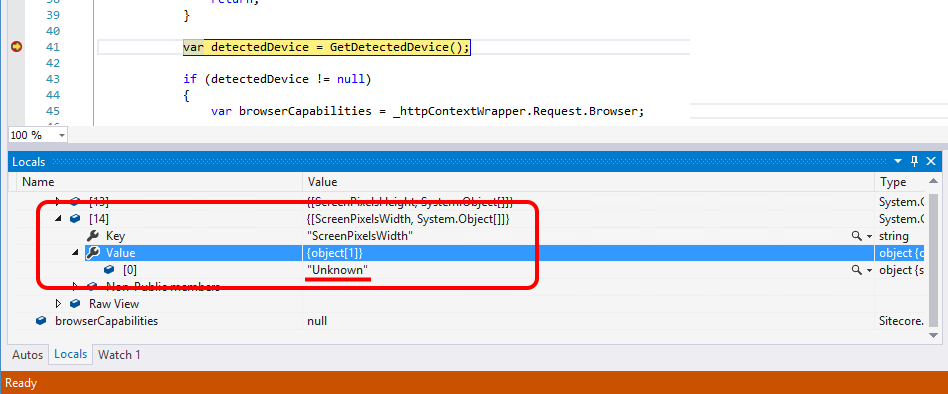 38 return;
39 }
41 var detectedDevice = GetDetectedDevice();
42
43 if (detectedDevice != null)
44 {
45 var browserCapabilities = _httpContextWrapper.Request.Browser;
100 %
Locals
Name Value Type
[13] {[ScreenPixelsHeight, System.Object[]]} System.C
[14] {[ScreenPixelsWidth, System.Object[]]} System.C
Key "ScreenPixelsWidth" string
Value {object[1]} object {o
[0] "Unknown" object {s
Non-Public members
Raw View
browserCapabilities null Sitecore.
Autos Locals Watch 1
Ready